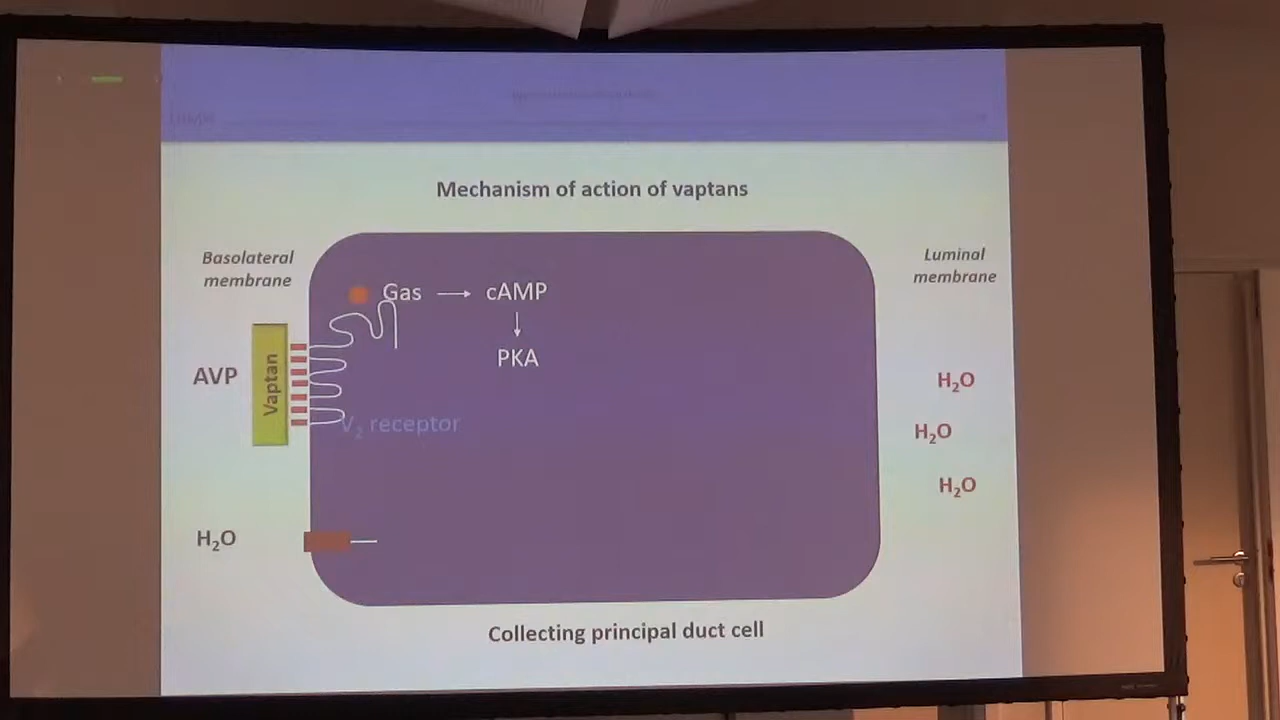 Mechanism of action of vaptans
Basolateral
membrane
Luminal
membrane
Gas → cAMP
↓
PKA
AVP
Vaptan
V₂ receptor
H₂O
H₂O
H₂O
H₂O
Collecting principal duct cell